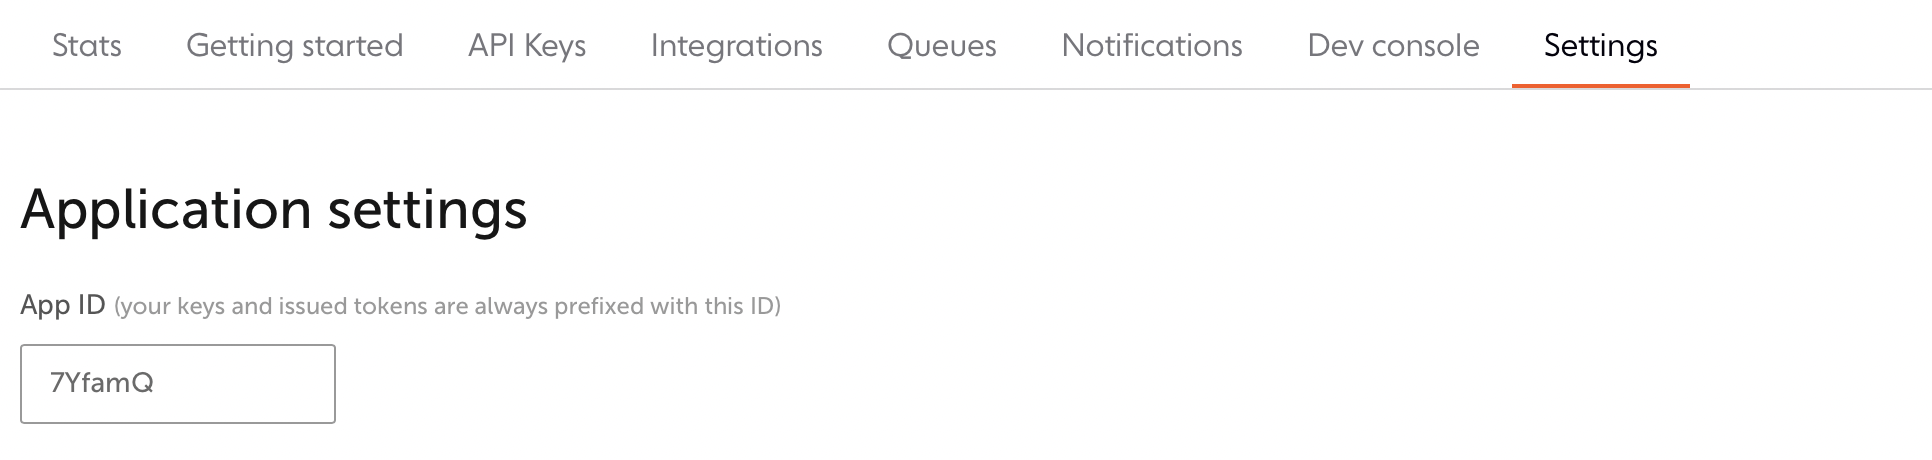 Stats Getting started API Keys Integrations Queues Notifications Dev console Settings
Application settings
App ID (your keys and issued tokens are always prefixed with this ID)
7YfamQ